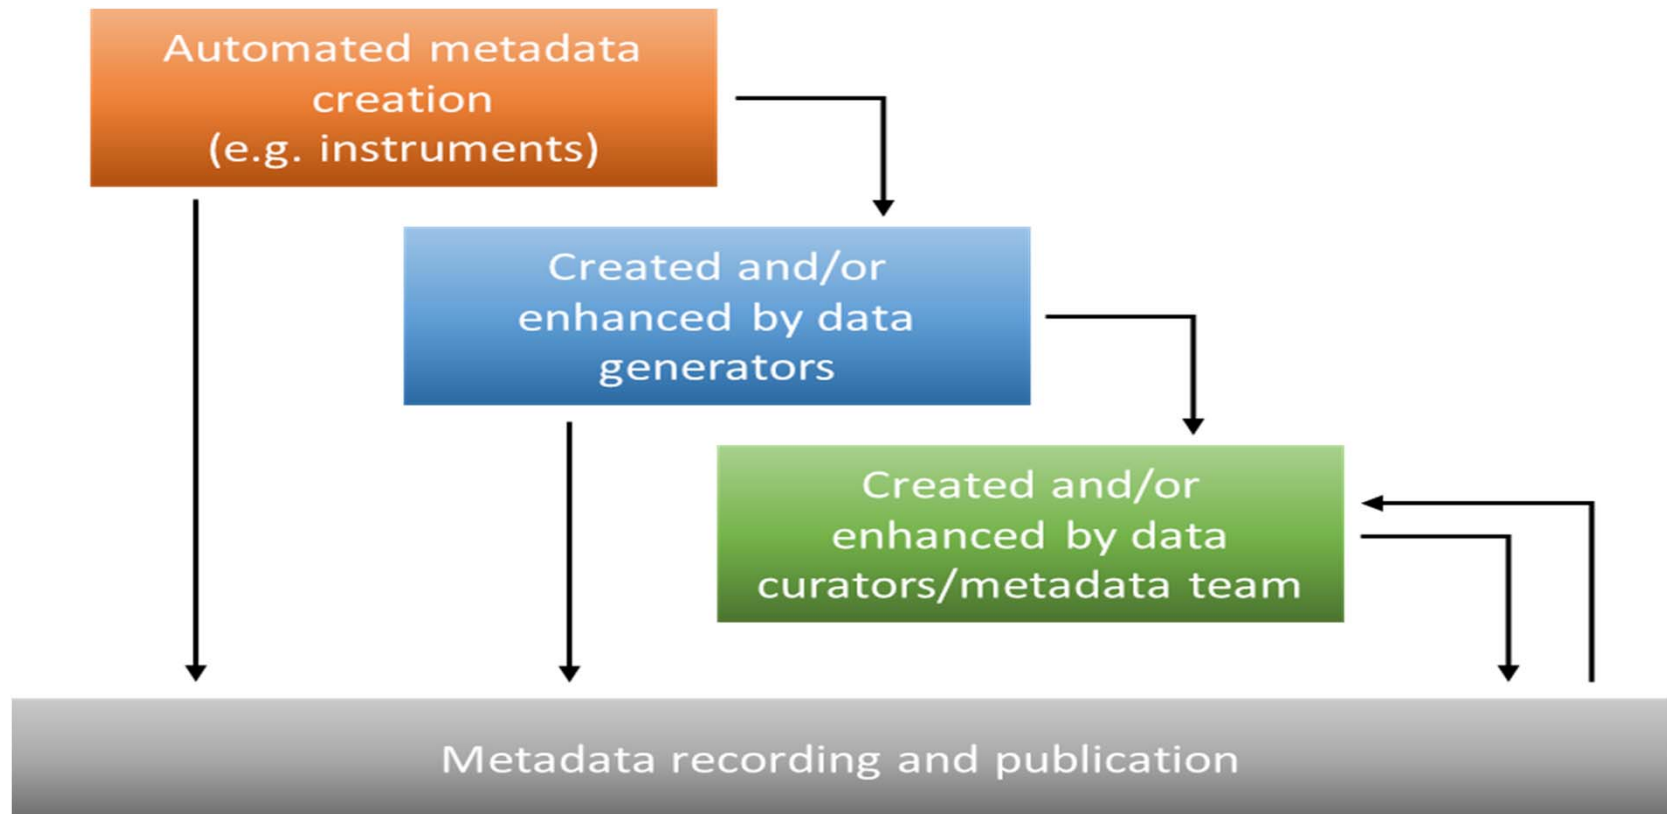 Automated metadata
creation
(e.g. instruments)
Created and/or
enhanced by data
generators
Created and/or
enhanced by data
curators/metadata team
Metadata recording and publication